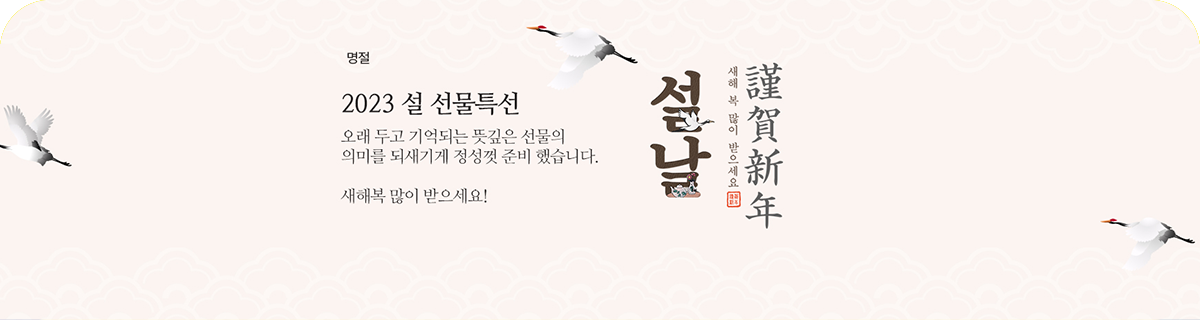 명절
2023 설 선물특선
오래 두고 기억되는 뜻깊은 선물의
의미를 되새기게 정성껏 준비 했습니다.
새해복 많이 받으세요!
설날
새해 복 많이 받으세요
謹賀新年